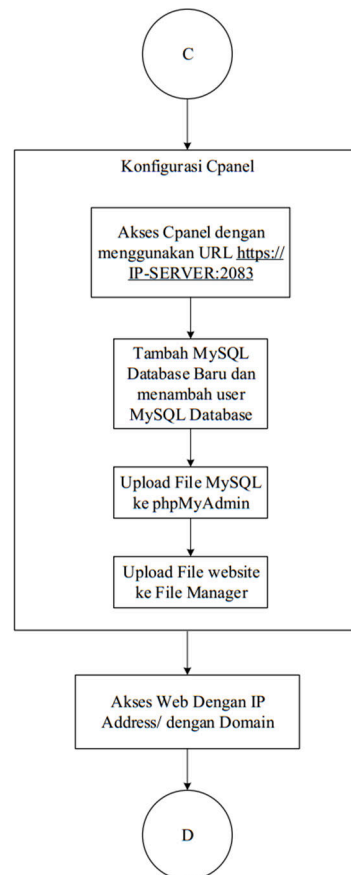 C
Konfigurasi Cpanel
Akses Cpanel dengan
menggunakan URL https://
IP-SERVER:2083
Tambah MySQL
Database Baru dan
menambah user
MySQL Database
Upload File MySQL
ke phpMyAdmin
Upload File website
ke File Manager
Akses Web Dengan IP
Address/ dengan Domain
D